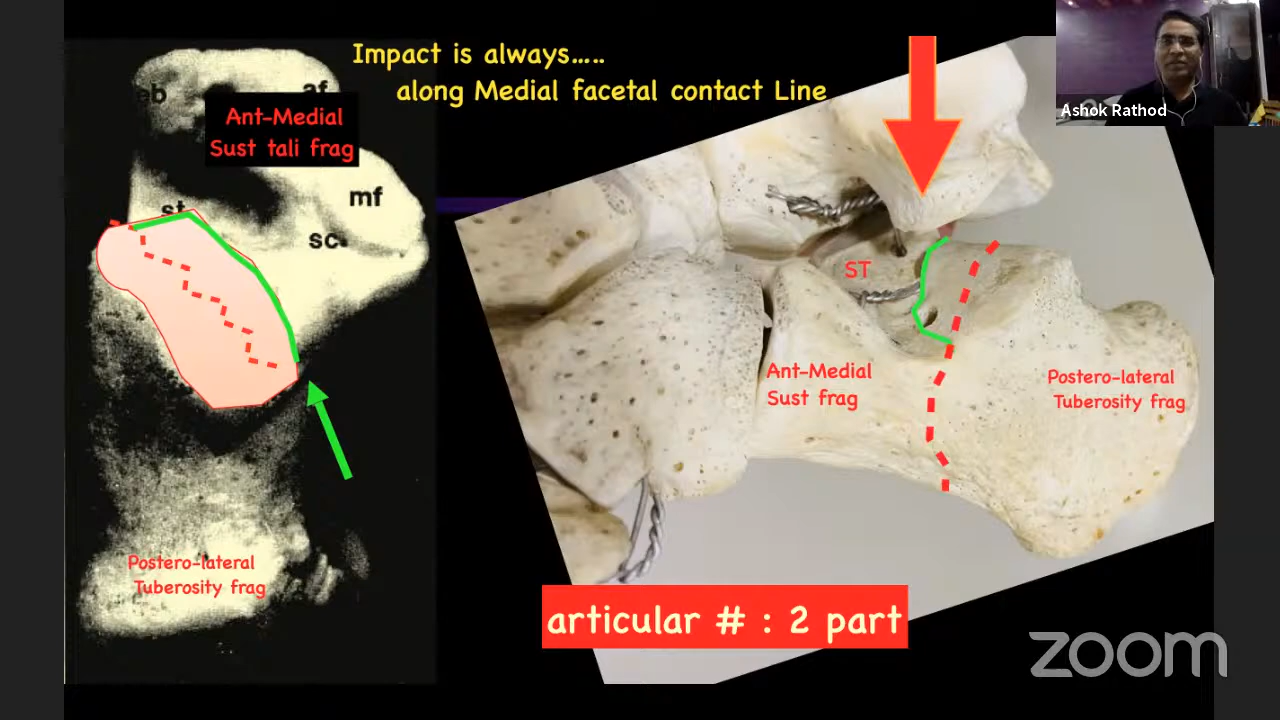 Impact is always.....
along Medial facetal contact Line
Ashok Rathod
eb
af
Ant-Medial
Sust tali frag
mf
st
sc
ST
Ant-Medial
Sust frag
Postero-lateral
Tuberosity frag
Postero-lateral
Tuberosity frag
articular # : 2 part
zoom